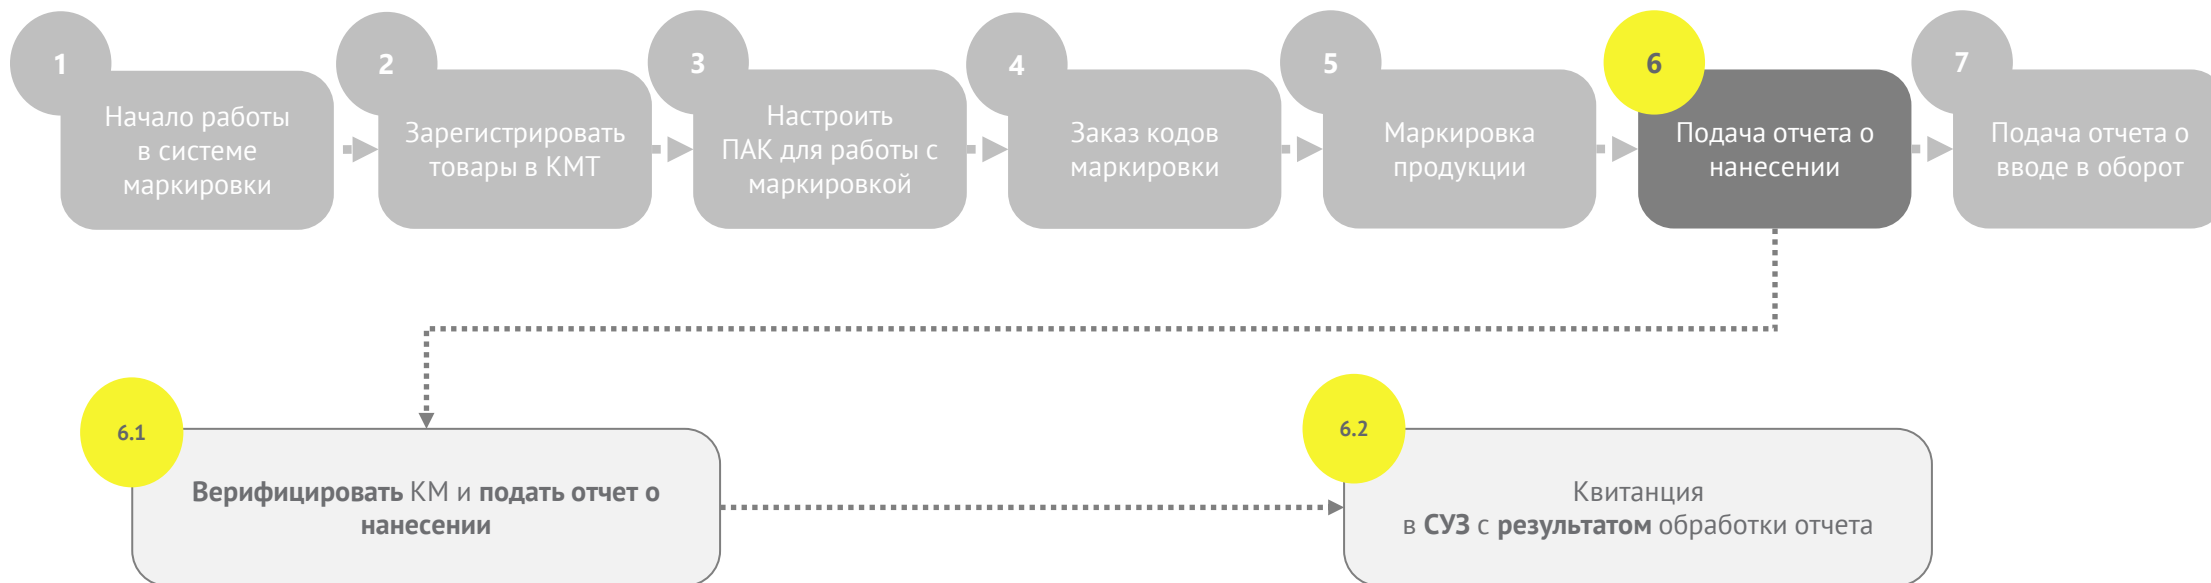 1
Начало работы
в системе
маркировки
2
Зарегистрировать
товары в КМТ
3
Настроить
ПАК для работы с
маркировкой
4
Заказ кодов
маркировки
5
Маркировка
продукции
6
Подача отчета о
нанесении
7
Подача отчета о
вводе в оборот
6.1
Верифицировать КМ и подать отчет о
нанесении
6.2
Квитанция
в СУЗ с результатом обработки отчета